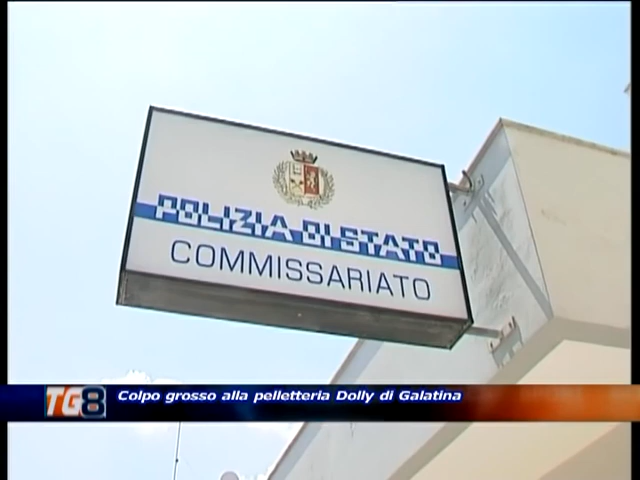 POLIZIA DI STATO
COMMISSARIATO
TG8 Colpo grosso alla pelletteria Dolly di Galatina